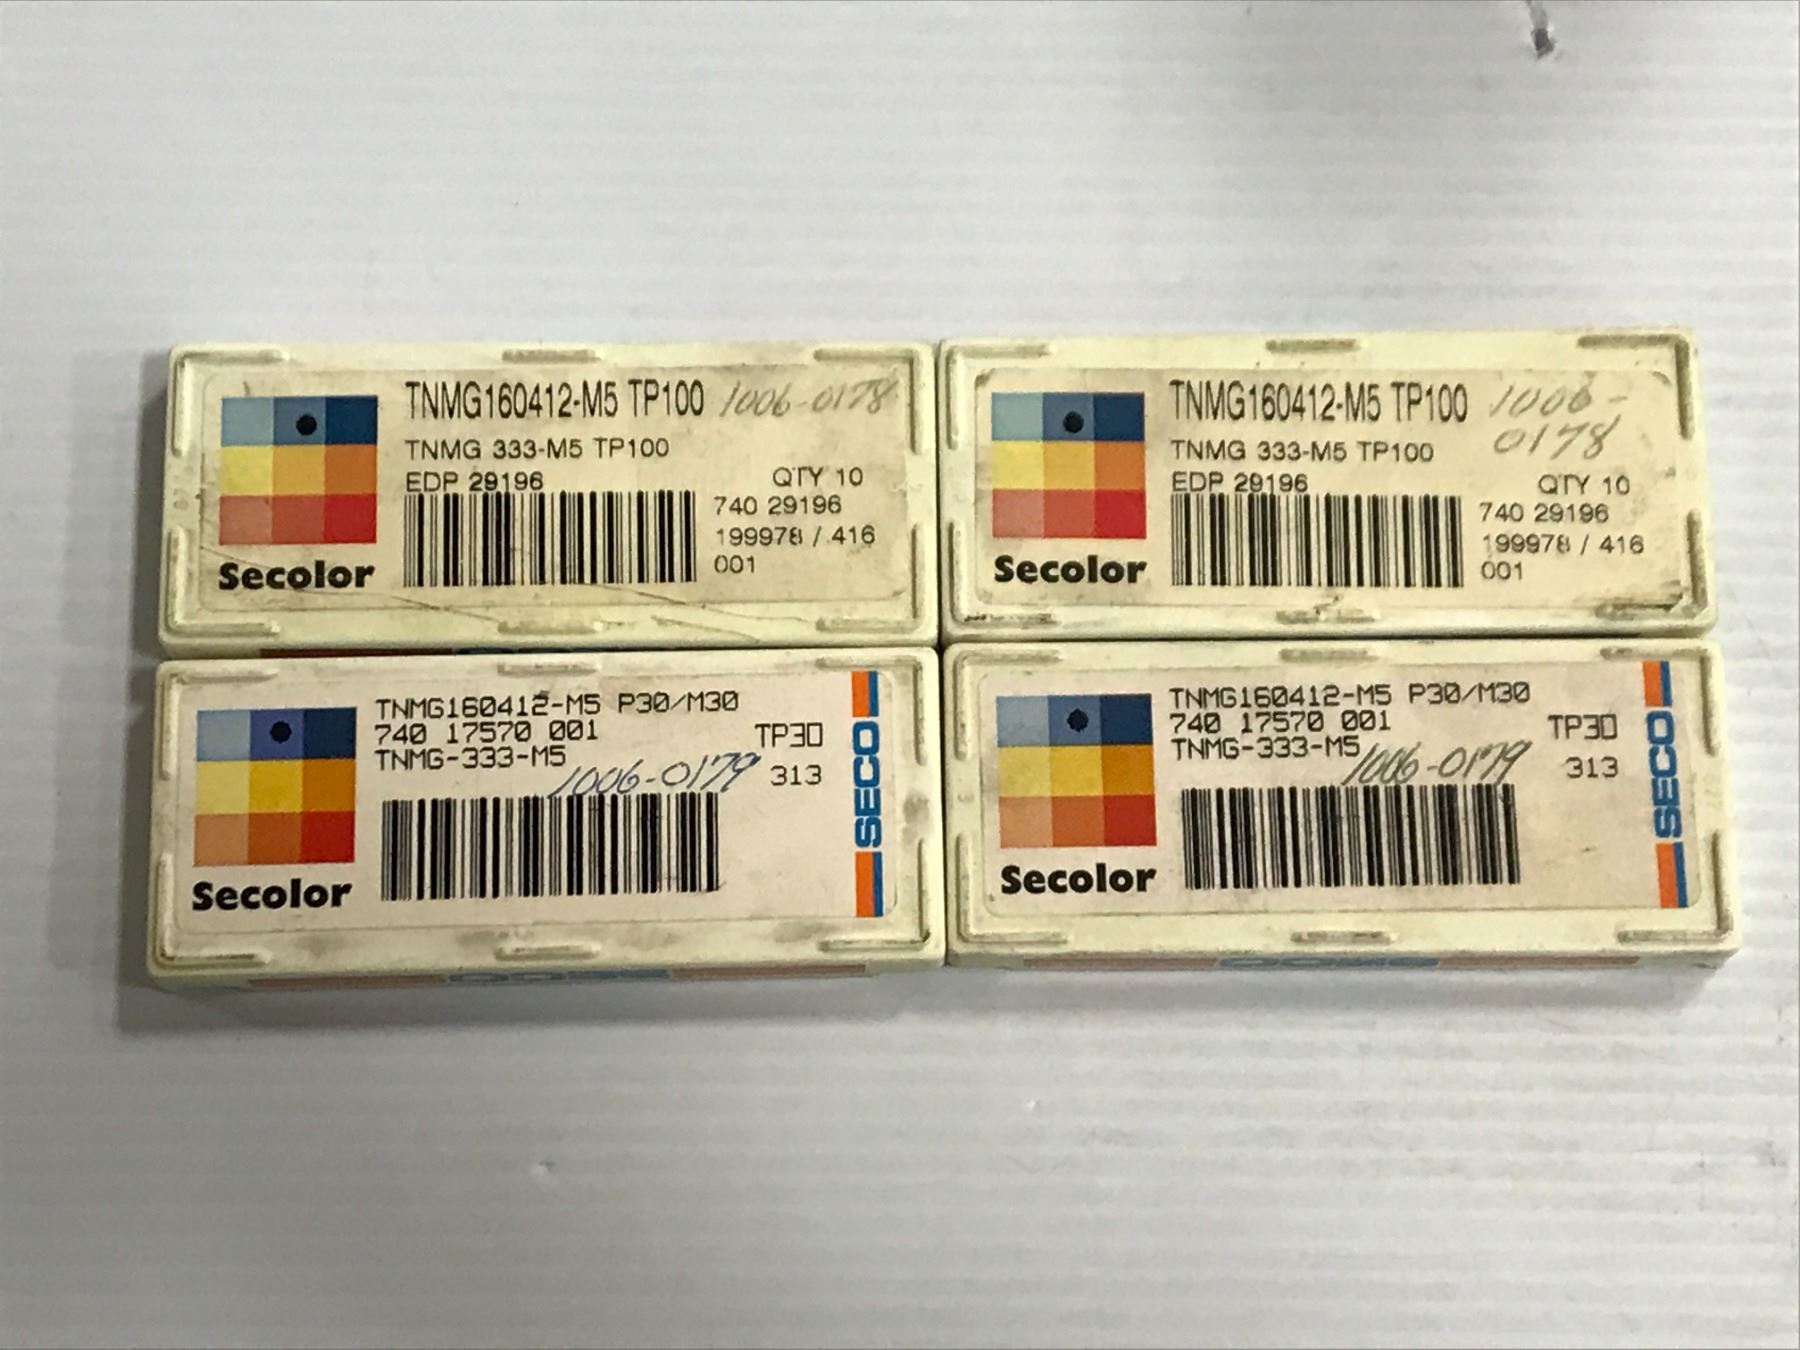 TNMG160412-M5 TP100 1006-0178
TNMG 333-M5 TP100
EDP 29196 QTY 10
740 29196
199978 / 416
001
Secolor
TNMG160412-M5 TP100 1006-
0178
TNMG 333-M5 TP100
EDP 29196 QTY 10
740 29196
199978 / 416
001
Secolor
TNMG160412-M5 P30/M30
740 17570 001 TP30
TNMG-333-M5
1006-0179 313
Secolor
SECO
TNMG160412-M5 P30/M30
740 17570 001 TP30
TNMG-333-M5
1006-0179 313
Secolor
SECO